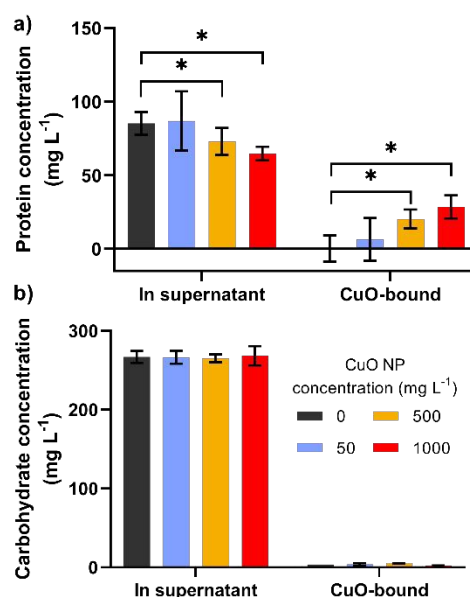 a)
Protein concentration
(mg L⁻¹)
150
100
50
0
*
*
*
*
In supernatant
CuO-bound
b)
Carbohydrate concentration
(mg L⁻¹)
300
200
100
0
CuO NP
concentration (mg L⁻¹)
0
500
50
1000
In supernatant
CuO-bound